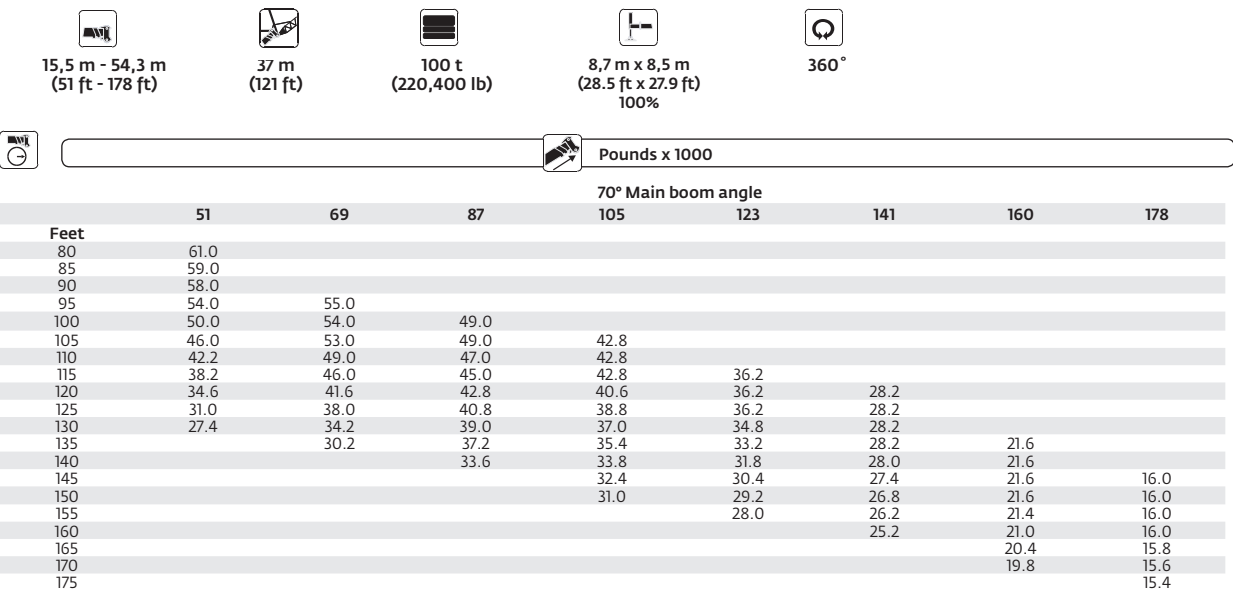 15,5 m - 54,3 m 37 m 100 t 8,7 m x 8,5 m 360°
(51 ft - 178 ft) (121 ft) (220,400 lb) (28.5 ft x 27.9 ft)
100%
Pounds x 1000
70° Main boom angle
51 69 87 105 123 141 160 178
Feet
80 61.0
85 59.0
90 58.0
95 54.0 55.0
100 50.0 54.0 49.0
105 46.0 53.0 49.0 42.8
110 42.2 49.0 47.0 42.8
115 38.2 46.0 45.0 42.8 36.2
120 34.6 41.6 42.8 40.6 36.2 28.2
125 31.0 38.0 40.8 38.8 36.2 28.2
130 27.4 34.2 39.0 37.0 34.8 28.2
135 30.2 37.2 35.4 33.2 28.2 21.6
140 33.6 33.8 31.8 28.0 21.6
145 32.4 30.4 27.4 21.6 16.0
150 31.0 29.2 26.8 21.6 16.0
155 28.0 26.2 21.4 16.0
160 25.2 21.0 16.0
165 20.4 15.8
170 19.8 15.6
175 15.4